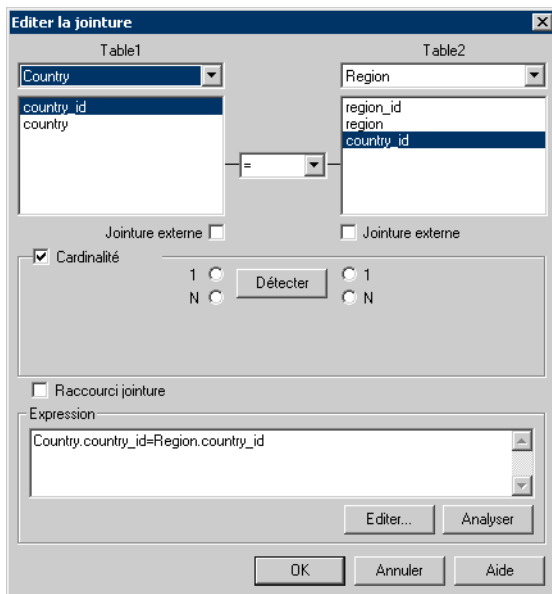 Editer la jointure
Table1 Table2
Country Region
country_id region_id
country region
country_id
=
Jointure externe Jointure externe
Cardinalité
1 Détecter 1
N N
Raccourci jointure
Expression
Country.country_id=Region.country_id
Editer... Analyser
OK Annuler Aide